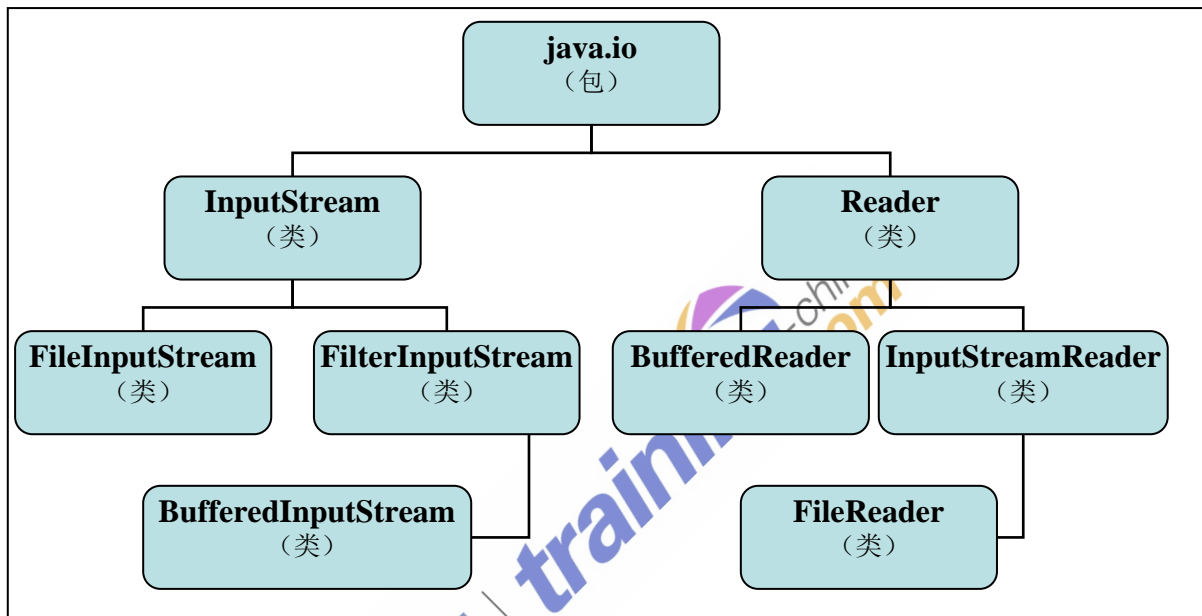 java.io
（包）
InputStream
（类）
Reader
（类）
FileInputStream
（类）
FilterInputStream
（类）
BufferedReader
（类）
InputStreamReader
（类）
BufferedInputStream
（类）
FileReader
（类）